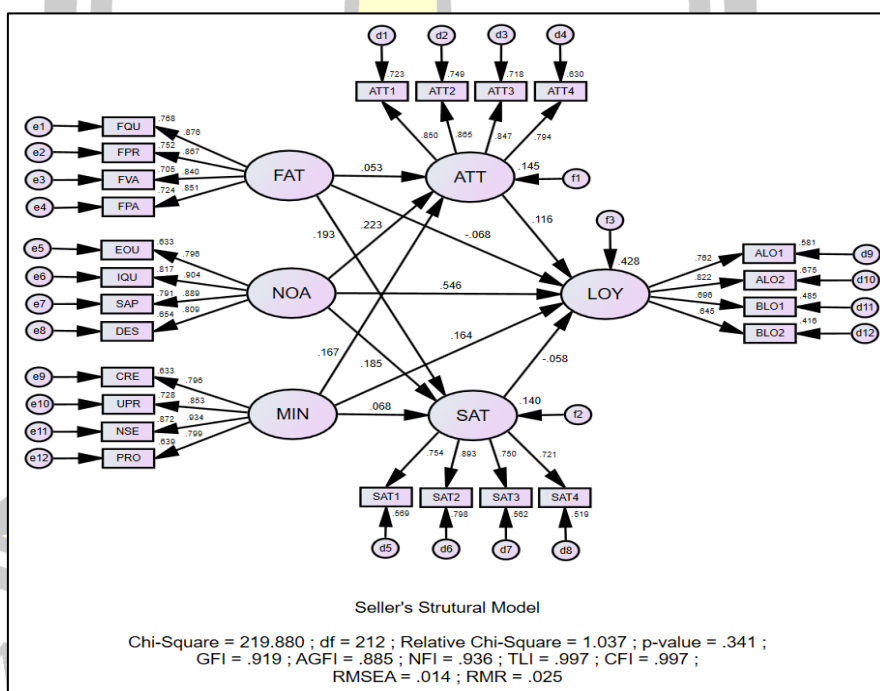 d1 d2 d3 d4
.723 .749 .718 .630
ATT1 ATT2 ATT3 ATT4
.850 .865 .847 .794
e1 FQU .768 .876
e2 FPR .752 .867
e3 FVA .705 .840
e4 FPA .724 .851
FAT .053 ATT .145 f1
.193 .223 -.068 .116 f3
e5 EOU .633 .796
e6 IQU .817 .904
e7 SAP .791 .889
e8 DES .654 .809
NOA .546 LOY .428
ALO1 .762 .581 d9
ALO2 .822 .675 d10
BLO1 .696 .485 d11
BLO2 .645 .416 d12
.167 .185 .164 -.058
e9 CRE .633 .796
e10 UPR .728 .853
e11 NSE .872 .934
e12 PRO .639 .799
MIN .068 SAT .140 f2
.754 .893 .750 .721
SAT1 SAT2 SAT3 SAT4
.569 .798 .562 .519
d5 d6 d7 d8
Seller's Strutural Model
Chi-Square = 219.880 ; df = 212 ; Relative Chi-Square = 1.037 ; p-value = .341 ;
GFI = .919 ; AGFI = .885 ; NFI = .936 ; TLI = .997 ; CFI = .997 ;
RMSEA = .014 ; RMR = .025